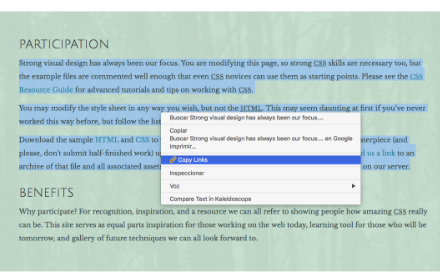 PARTICIPATION
Strong visual design has always been our focus. You are modifying this page, so strong CSS skills are necessary too, but
the example files are commented well enough that even CSS novices can use them as starting points. Please see the CSS
Resource Guide for advanced tutorials and tips on working with CSS.
You may modify the style sheet in any way you wish, but not the HTML. This may seem daunting at first if you've never
worked this way before, but follow the list
Buscar Strong visual design has always been our focus....
Copiar
Buscar Strong visual design has always been our focus.... en Google
Imprimir...
Copy Links
Inspeccionar
Voz
Compare Text in Kaleidoscope
Download the sample HTML and CSS to
terpiece (and
please, don't submit half-finished work) u
d us a link to an
archive of that file and all associated asse
on our server.
BENEFITS
Why participate? For recognition, inspiration, and a resource we can all refer to showing people how amazing CSS really
can be. This site serves as equal parts inspiration for those working on the web today, learning tool for those who will be
tomorrow, and gallery of future techniques we can all look forward to.